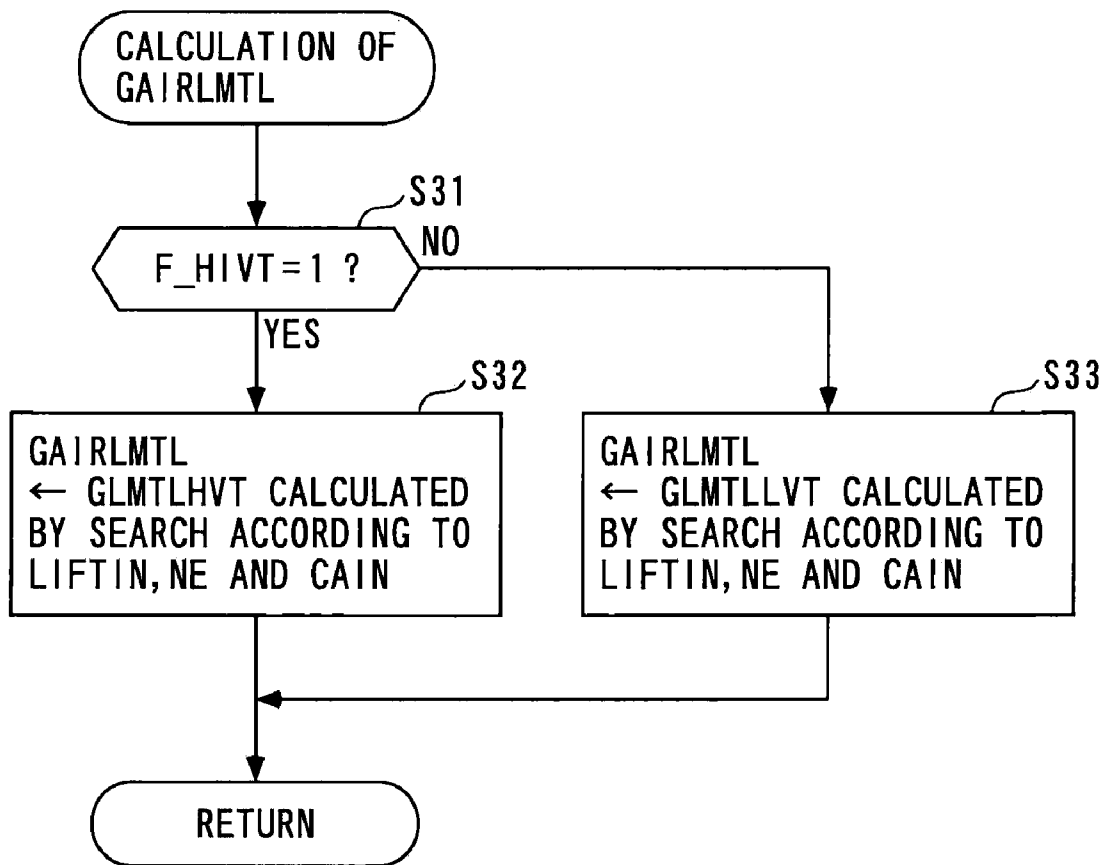 CALCULATION OF
GAIRLMTL
S31
F_HIVT=1 ?
NO
YES
S32
GAIRLMTL
← GLMTLHVT CALCULATED
BY SEARCH ACCORDING TO
LIFTIN, NE AND CAIN
S33
GAIRLMTL
← GLMTLLVT CALCULATED
BY SEARCH ACCORDING TO
LIFTIN, NE AND CAIN
RETURN